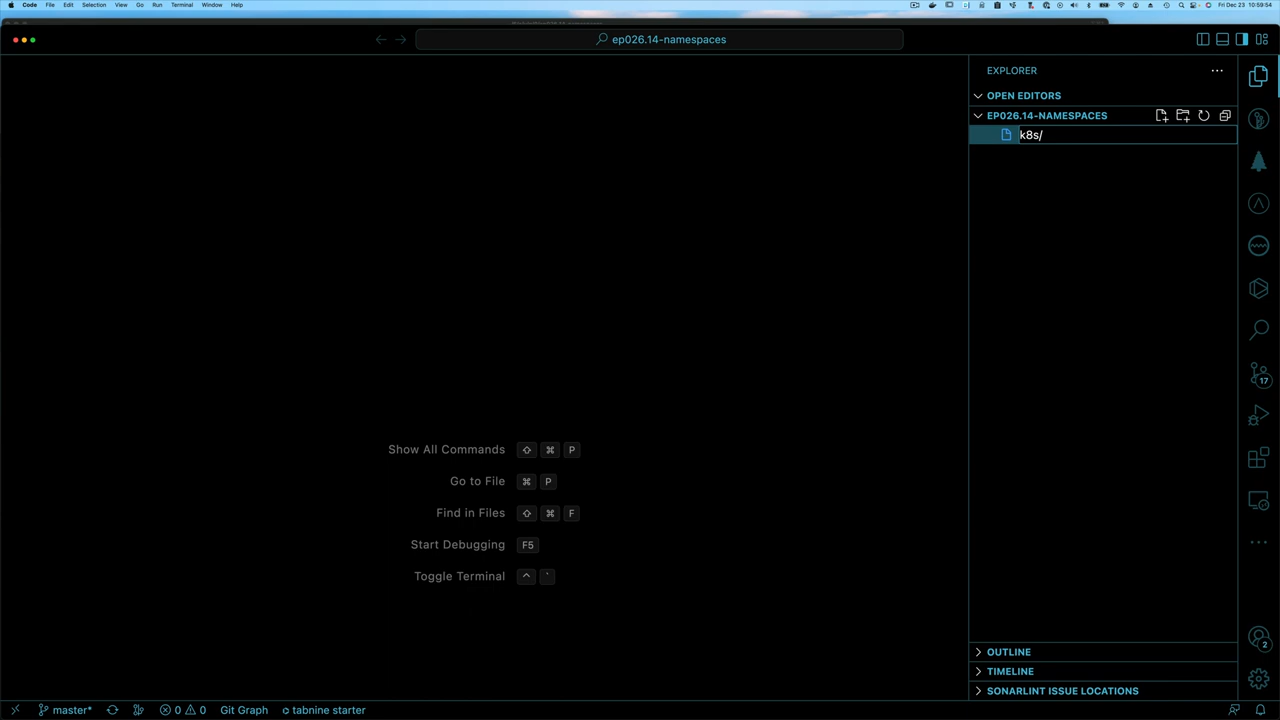 Code File Edit Selection View Go Run Terminal Window Help
Fri Dec 23 10:59:54
ep026.14-namespaces
EXPLORER
OPEN EDITORS
EP026.14-NAMESPACES
k8s/
17
Show All Commands ⇧ ⌘ P
Go to File ⌘ P
Find in Files ⇧ ⌘ F
Start Debugging F5
Toggle Terminal ^ `
2
OUTLINE
TIMELINE
SONARLINT ISSUE LOCATIONS
master* 0 0 Git Graph tabnine starter